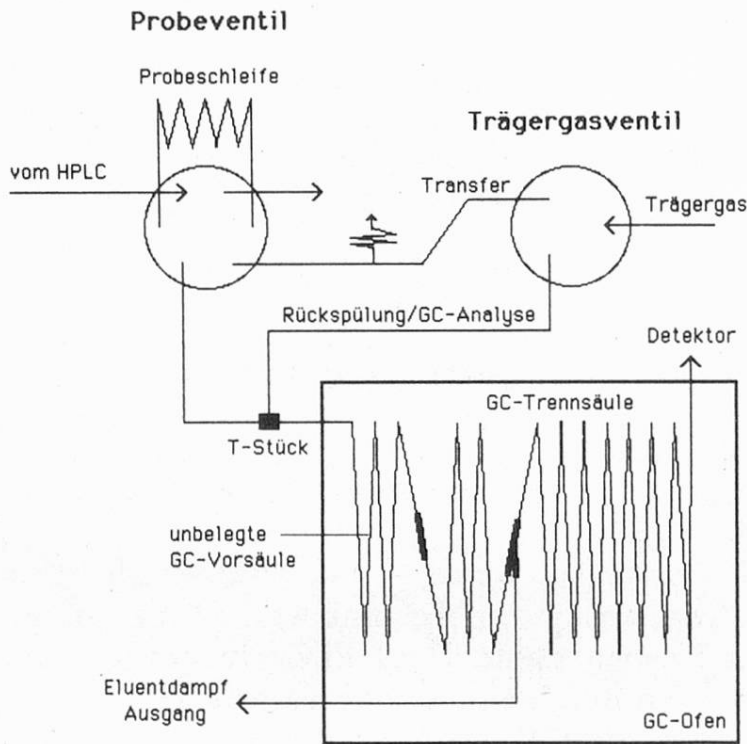 Probeventil
Probeschleife
Trägergasventil
vom HPLC
Transfer
Trägergas
Rückspülung/GC-Analyse
Detektor
GC-Trennsäule
T-Stück
unbelegte
GC-Vorsäule
Eluentdampf
Ausgang
GC-Ofen